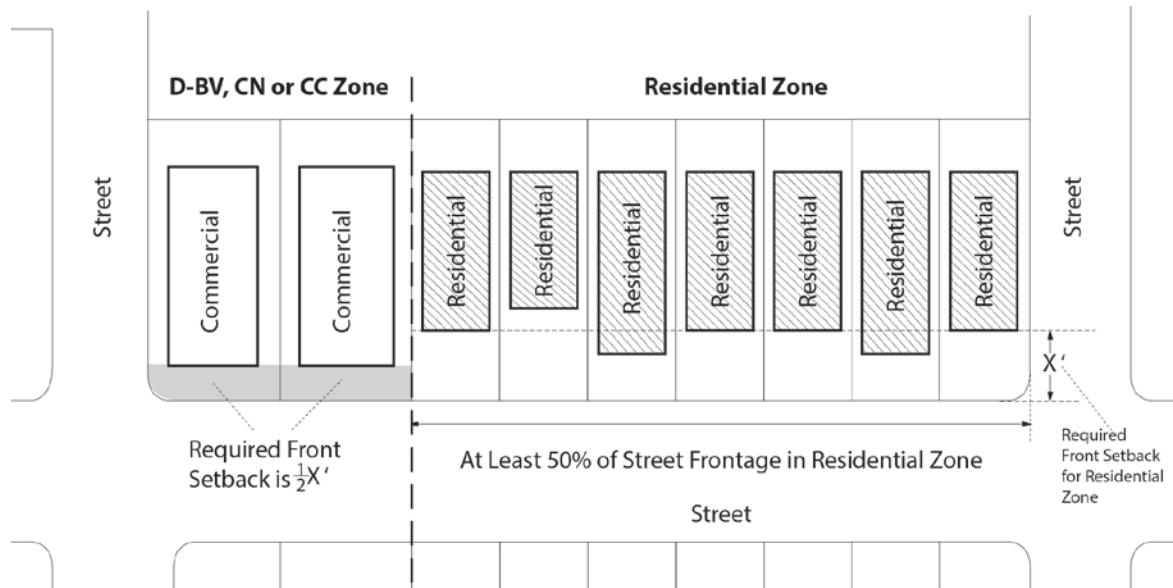 D-BV, CN or CC Zone
Residential Zone
Street
Commercial
Commercial
Residential
Residential
Residential
Residential
Residential
Residential
Residential
Street
X'
Required Front
Setback is ½X'
At Least 50% of Street Frontage in Residential Zone
Required
Front Setback
for Residential
Zone
Street